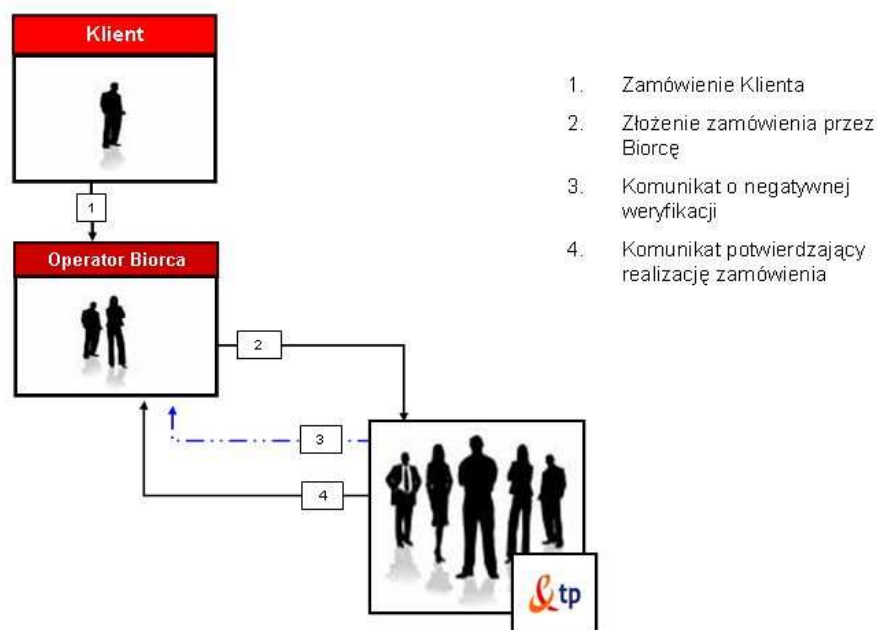 Klient
1
Operator Biorca
2
3
4
tp
1. Zamówienie Klienta
2. Złożenie zamówienia przez
Biorcę
3. Komunikat o negatywnej
weryfikacji
4. Komunikat potwierdzający
realizację zamówienia